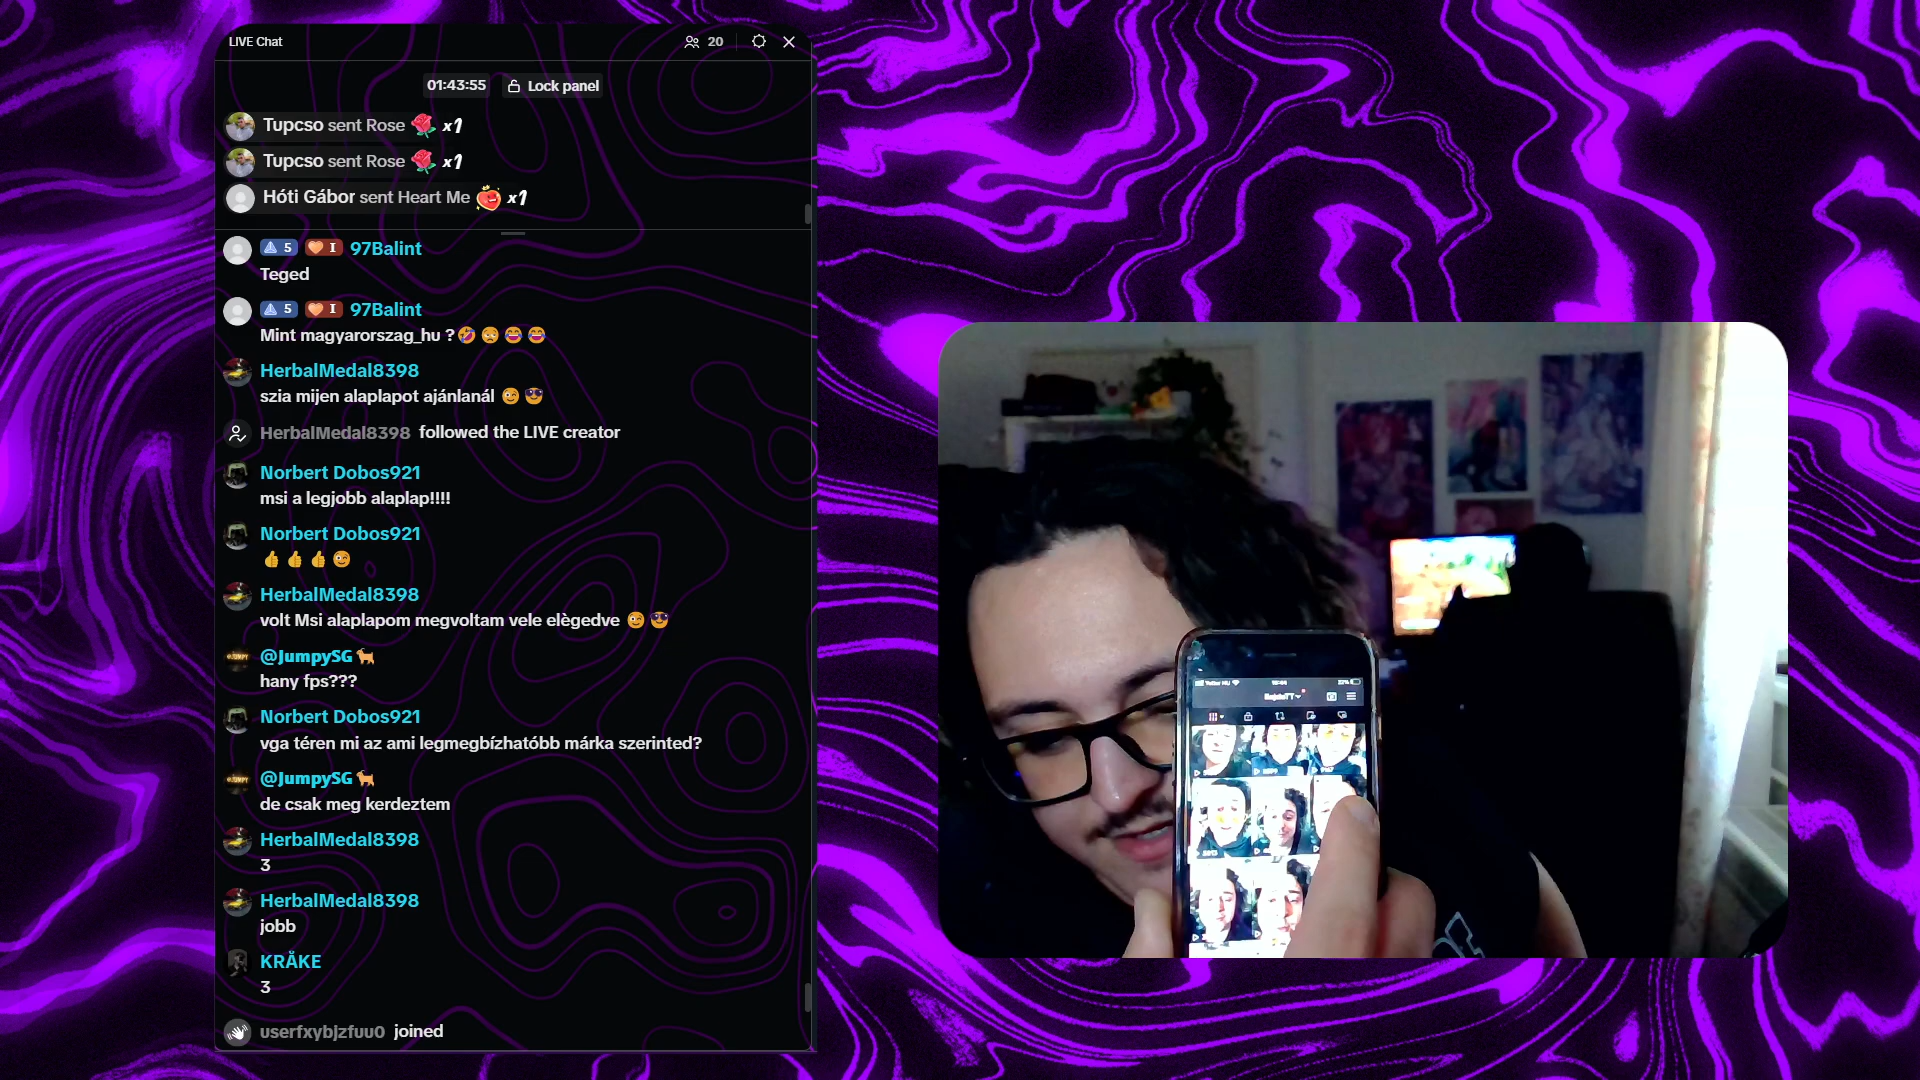 LIVE Chat
20
01:43:55
Lock panel
Tupcso sent Rose x1
Tupcso sent Rose x1
Hóti Gábor sent Heart Me x1
5 I 97Balint
Teged
5 I 97Balint
Mint magyarorszag_hu ?🤣😩😂😂
HerbalMedal8398
szia mijen alaplapot ajánlanál 😉😎
HerbalMedal8398 followed the LIVE creator
Norbert Dobos921
msi a legjobb alaplap!!!!
Norbert Dobos921
👍👍👍😉
HerbalMedal8398
volt Msi alaplapom megvoltam vele elègedve 😉😎
@JumpySG🐕
hany fps???
Norbert Dobos921
vga téren mi az ami legmegbízhatóbb márka szerinted?
@JumpySG🐕
de csak meg kerdeztem
HerbalMedal8398
3
HerbalMedal8398
jobb
KRÅKE
3
userfxybjzfuu0 joined